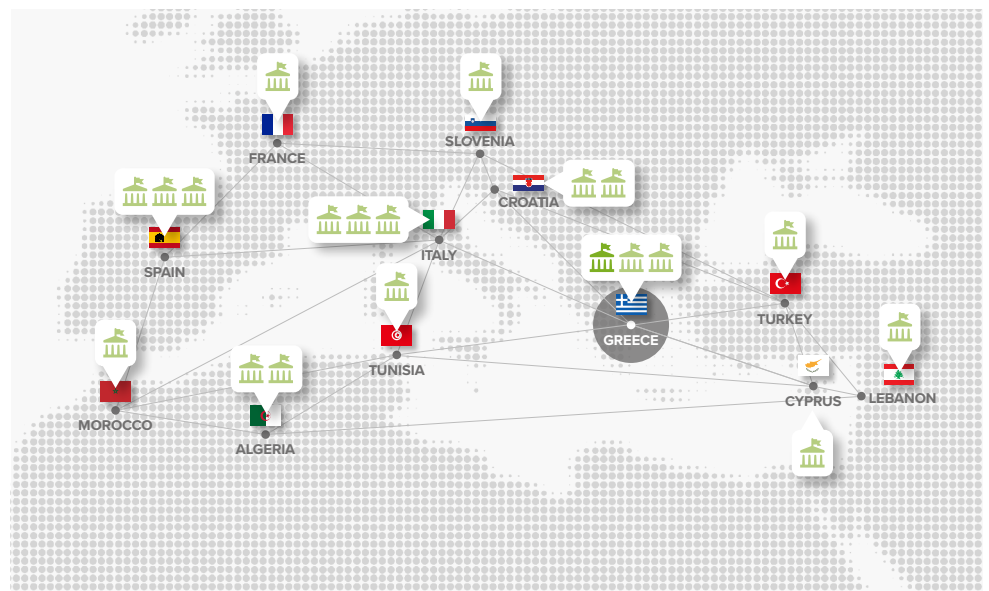 FRANCE
SLOVENIA
CROATIA
ITALY
SPAIN
TURKEY
GREECE
TUNISIA
CYPRUS
LEBANON
MOROCCO
ALGERIA